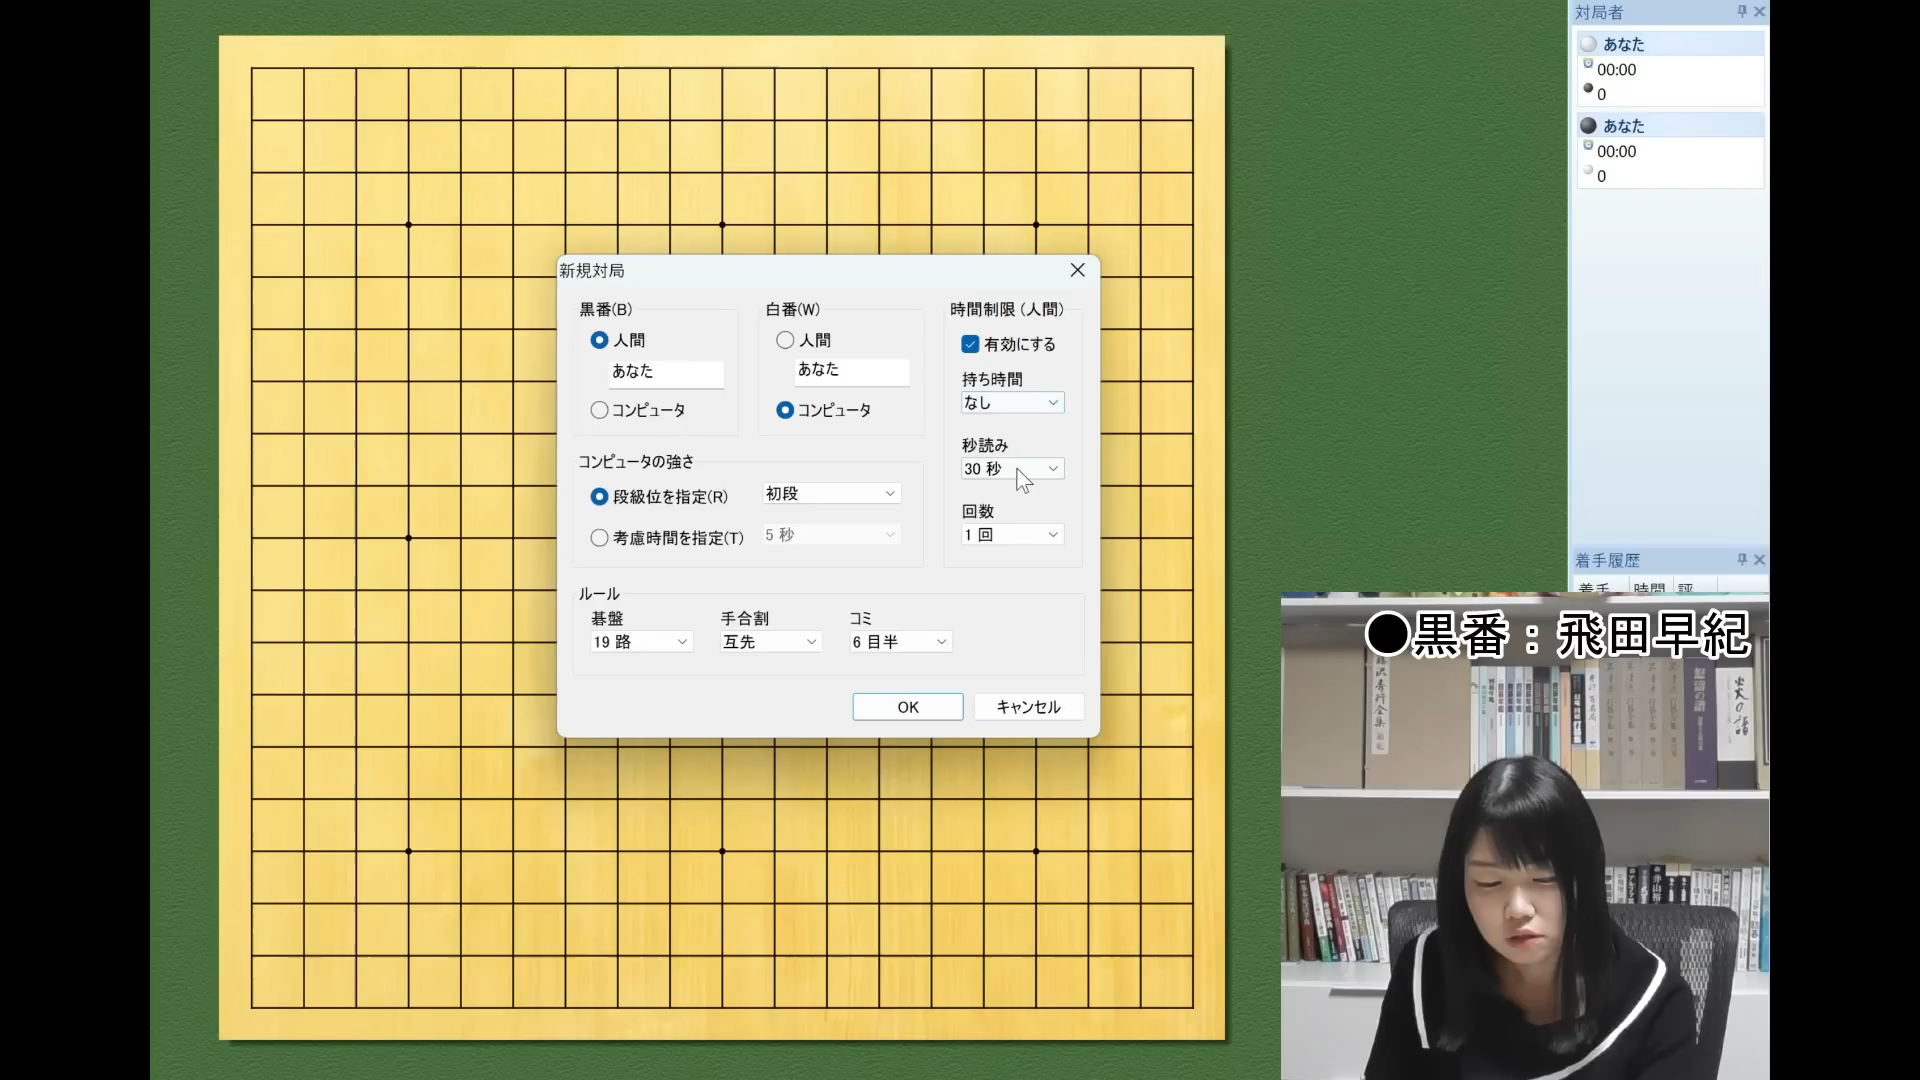 対局者
あなた
00:00
0
あなた
00:00
0
新規対局
黒番(B)
人間
あなた
コンピュータ
白番(W)
人間
あなた
コンピュータ
時間制限 (人間)
有効にする
持ち時間
なし
秒読み
30 秒
回数
1 回
コンピュータの強さ
段級位を指定(R)
初段
考慮時間を指定(T)
5 秒
ルール
碁盤
19 路
手合割
互先
コミ
6 目半
OK
キャンセル
着手履歴
着手 時間 評
●黒番：飛田早紀